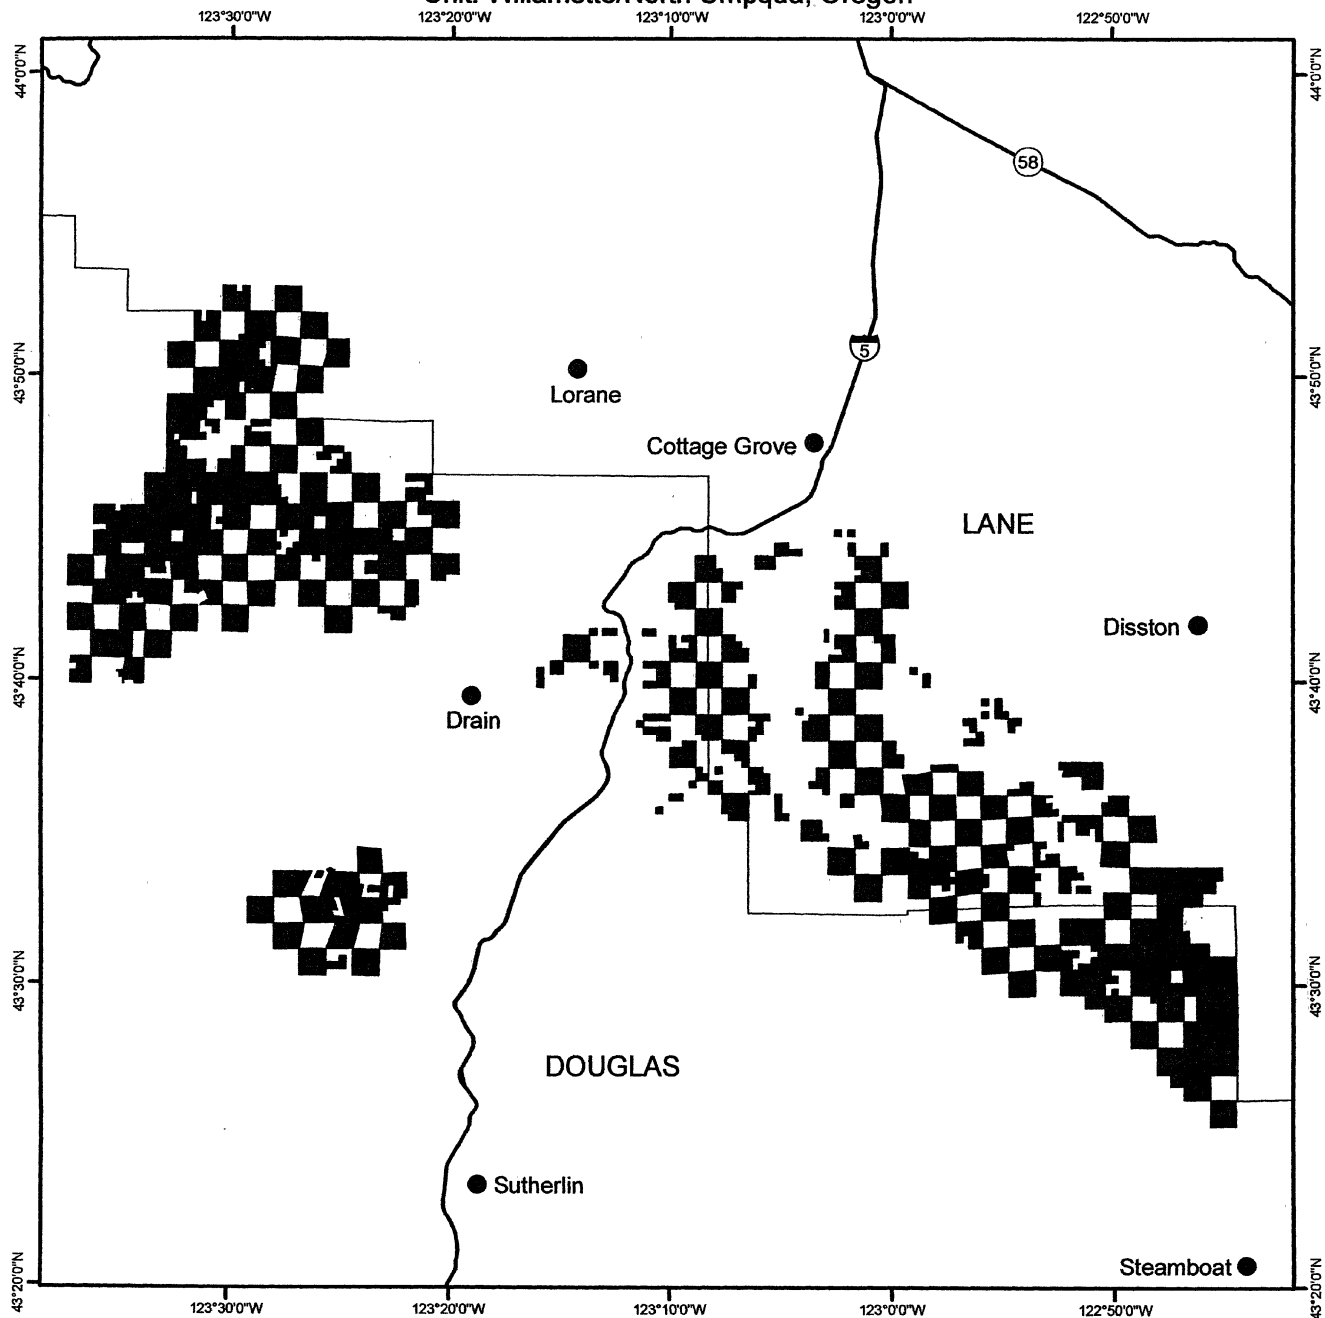 Unit: Willamette/North Umpqua, Oregon
123°30'0"W 123°20'0"W 123°10'0"W 123°0'0"W 122°50'0"W
44°0'0"N 44°0'0"N
58
5
43°50'0"N 43°50'0"N
Lorane
Cottage Grove
LANE
Disston
43°40'0"N 43°40'0"N
Drain
43°30'0"N 43°30'0"N
DOUGLAS
Sutherlin
Steamboat
43°20'0"N 43°20'0"N
123°30'0"W 123°20'0"W 123°10'0"W 123°0'0"W 122°50'0"W